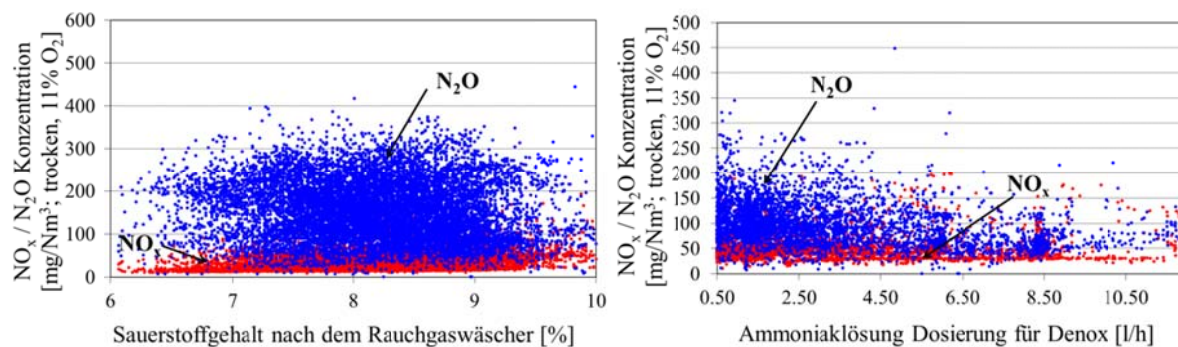 NOx / N2O Konzentration
[mg/Nm³; trocken, 11% O2]
600
500
400
300
200
100
0
N2O
NOx
6
7
8
9
10
Sauerstoffgehalt nach dem Rauchgaswäscher [%]
NOx / N2O Konzentration
[mg/Nm³; trocken, 11% O2]
500
450
400
350
300
250
200
150
100
50
0
N2O
NOx
0.50
2.50
4.50
6.50
8.50
10.50
Ammoniaklösung Dosierung für Denox [l/h]